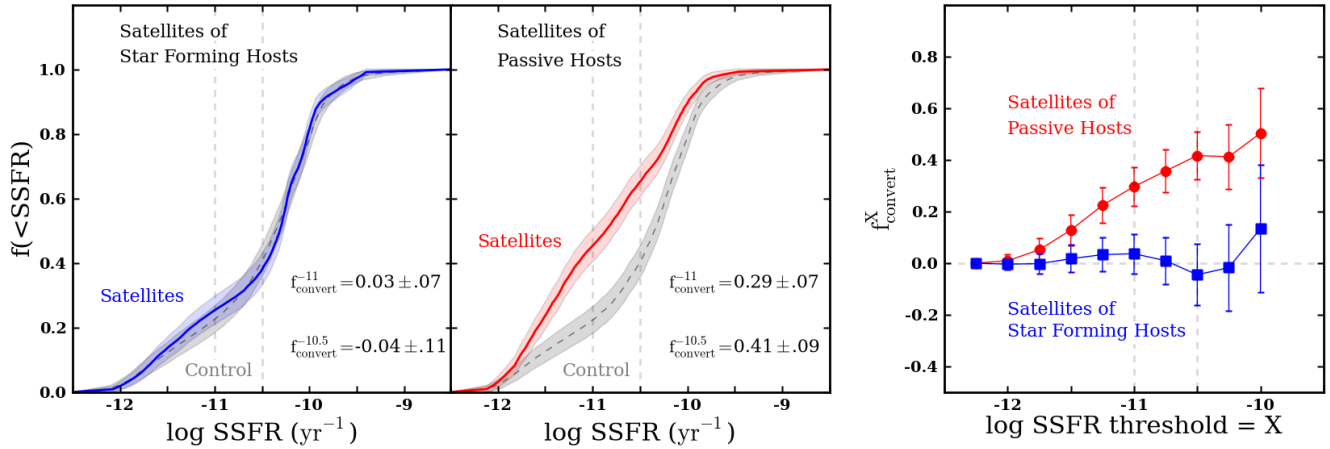 Satellites of
Star Forming Hosts
Satellites
Control
f_convert^-11 = 0.03 ± .07
f_convert^-10.5 = -0.04 ± .11
f(<SSFR)
0.0
0.2
0.4
0.6
0.8
1.0
-12
-11
-10
-9
log SSFR (yr^-1)
Satellites of
Passive Hosts
Satellites
Control
f_convert^-11 = 0.29 ± .07
f_convert^-10.5 = 0.41 ± .09
-12
-11
-10
-9
log SSFR (yr^-1)
Satellites of
Passive Hosts
Satellites of
Star Forming Hosts
f_convert^X
0.8
0.6
0.4
0.2
0.0
-0.2
-0.4
-12
-11
-10
log SSFR threshold = X